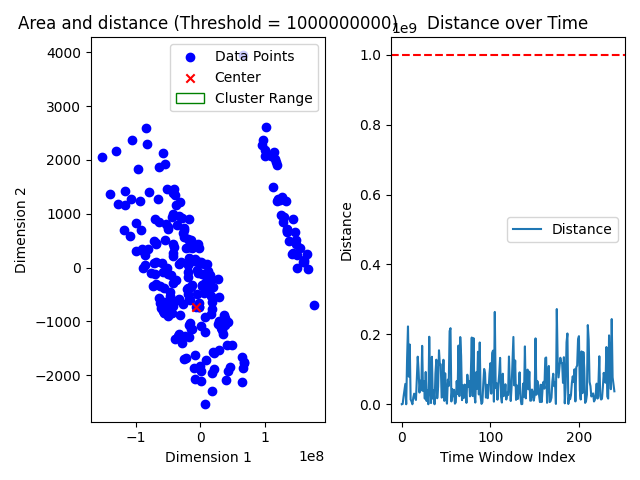 Area and distance (Threshold = 1000000000)
4000
3000
2000
1000
0
−1000
−2000
Dimension 2
Data Points
Center
Cluster Range
−1
0
1
1e8
Dimension 1
Distance over Time
1e9
1.0
0.8
0.6
0.4
0.2
0.0
Distance
Distance
0
100
200
Time Window Index